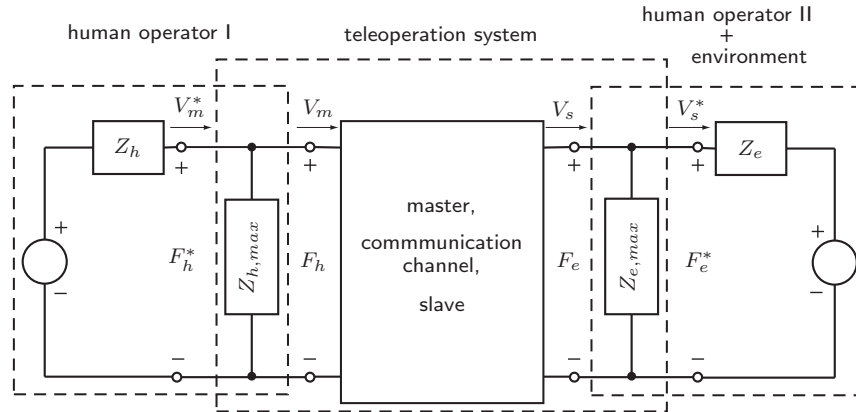 human operator I
teleoperation system
human operator II
+
environment
V_m^*
V_m
V_s
V_s^*
Z_h
+
+
+
+
Z_e
+
−
F_h^*
Z_{h,max}
F_h
master,
commmunication
channel,
slave
F_e
Z_{e,max}
F_e^*
+
−
−
−
−
−